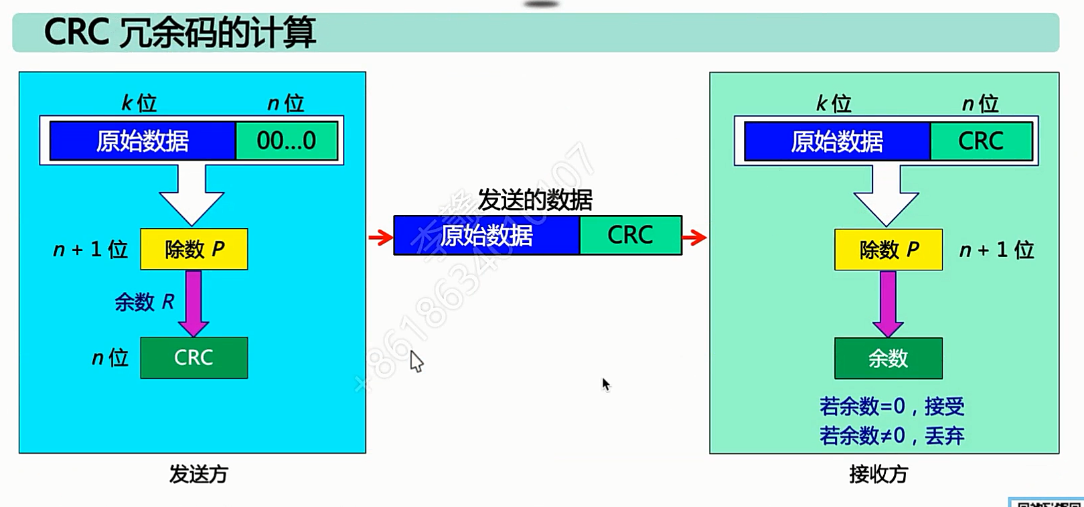 CRC 冗余码的计算
k 位 n 位
原始数据 00...0
n + 1 位 除数 P
余数 R
n 位 CRC
发送方
发送的数据
原始数据 CRC
k 位 n 位
原始数据 CRC
除数 P n + 1 位
余数
若余数=0，接受
若余数≠0，丢弃
接收方